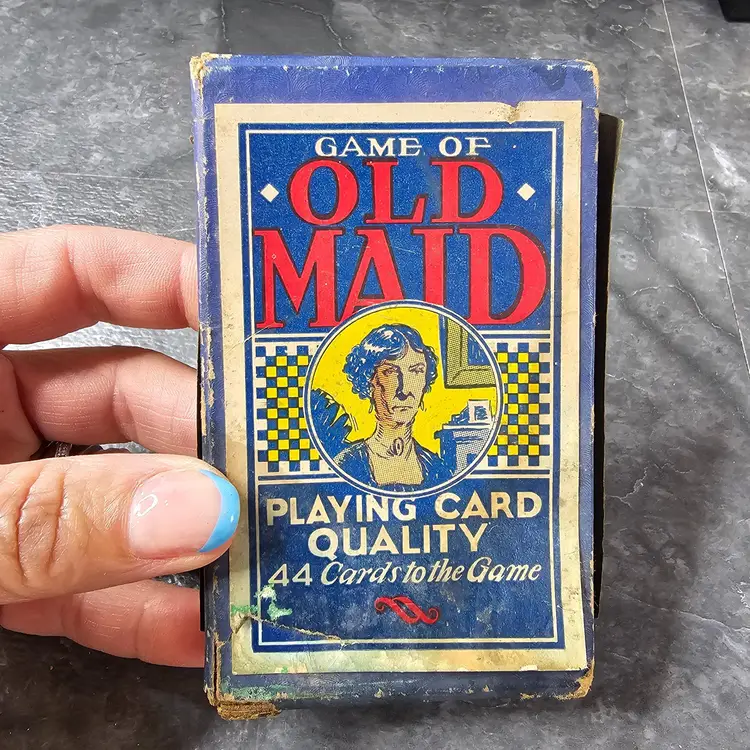 GAME OF
OLD
MAID
PLAYING CARD
QUALITY
44 Cards to the Game